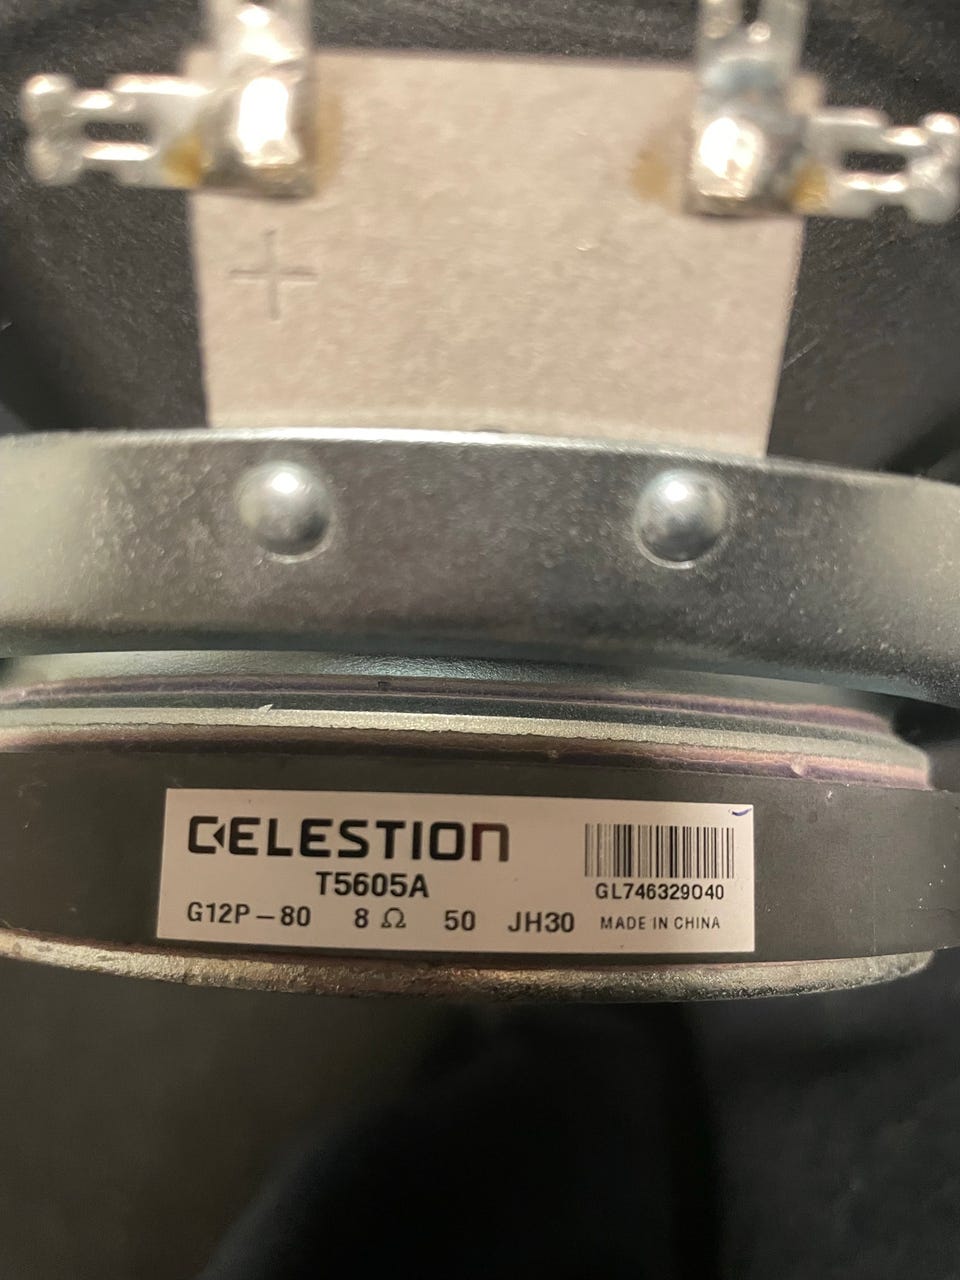 +
CELESTION
T5605A
GL746329040
G12P-80 8 Ω 50 JH30 MADE IN CHINA